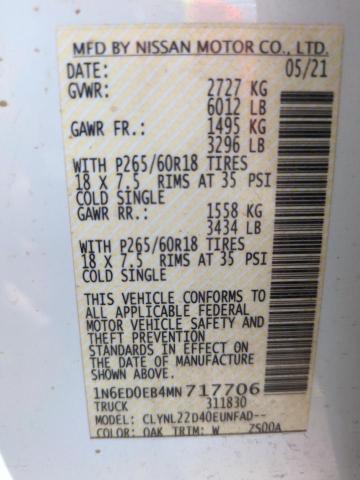 MFD BY NISSAN MOTOR CO., LTD.
DATE: 05/21
GVWR: 2727 KG
6012 LB
GAWR FR.: 1495 KG
3296 LB
WITH P265/60R18 TIRES
18 X 7.5 RIMS AT 35 PSI
COLD SINGLE
GAWR RR.: 1558 KG
3434 LB
WITH P265/60R18 TIRES
18 X 7.5 RIMS AT 35 PSI
COLD SINGLE
THIS VEHICLE CONFORMS TO
ALL APPLICABLE FEDERAL
MOTOR VEHICLE SAFETY AND
THEFT PREVENTION
STANDARDS IN EFFECT ON
THE DATE OF MANUFACTURE
SHOWN ABOVE.
1N6ED0EB4MN717706
TRUCK 311830
MODEL: CLYNL22D40EUNFAD--
COLOR: QAK TRIM: W ZS00A